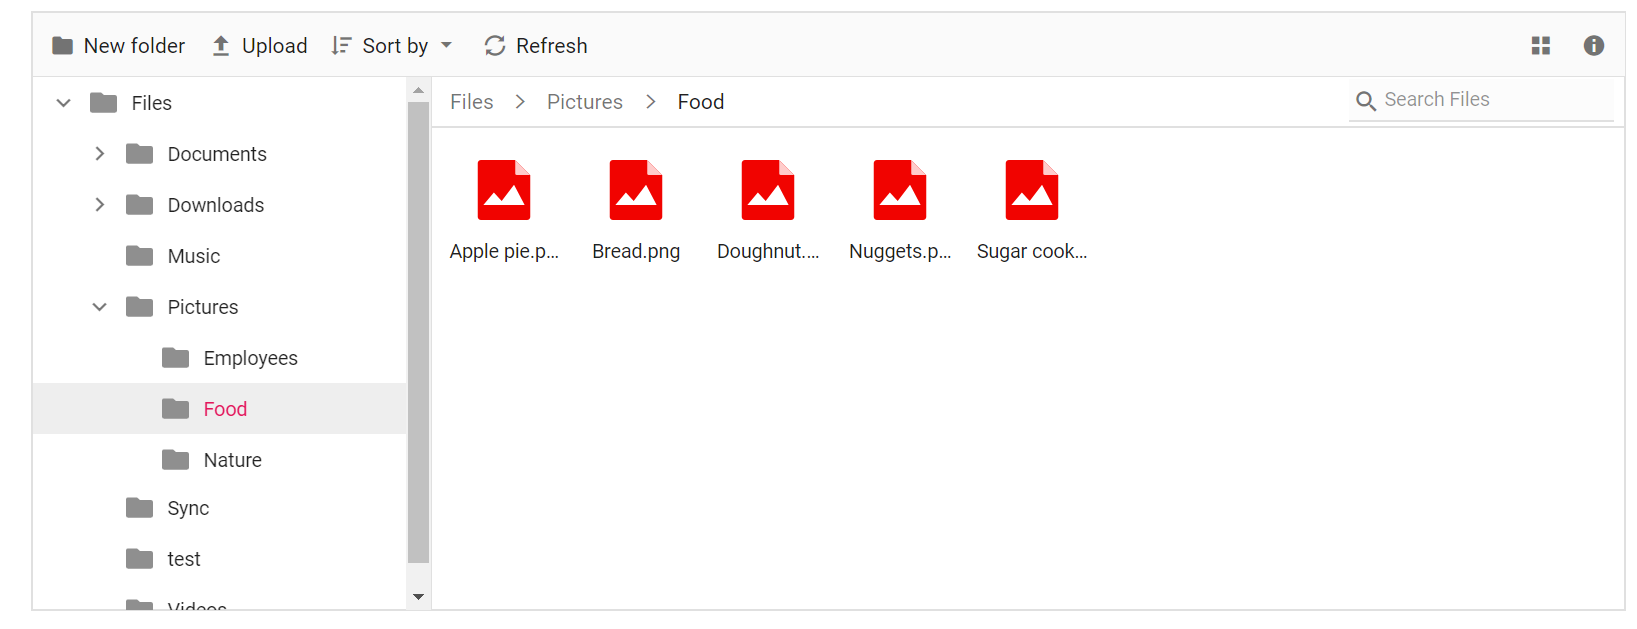 New folder Upload Sort by Refresh
Files
Documents
Downloads
Music
Pictures
Employees
Food
Nature
Sync
test
Videos
Files > Pictures > Food
Search Files
Apple pie.p... Bread.png Doughnut.... Nuggets.p... Sugar cook...